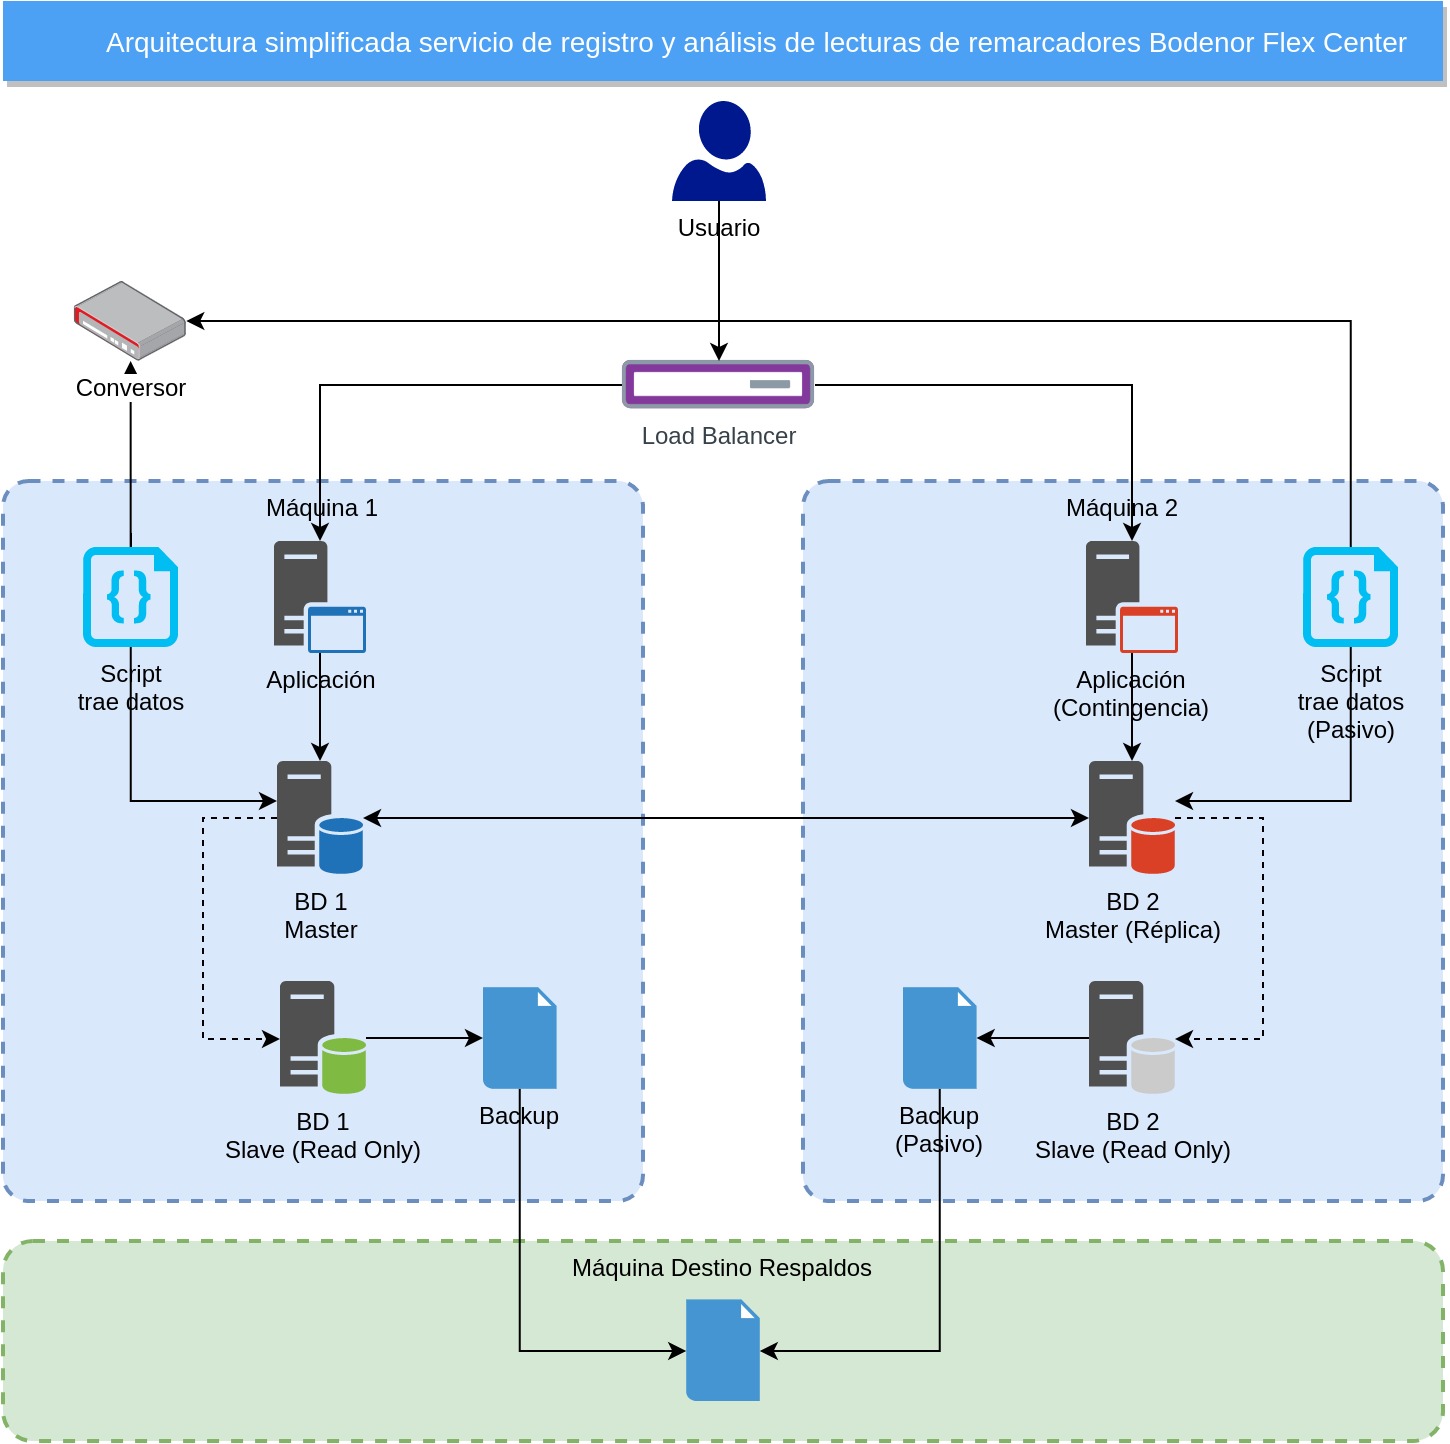 Arquitectura simplificada servicio de registro y análisis de lecturas de remarcadores Bodenor Flex Center
Usuario
Conversor
Load Balancer
Máquina 1
Script
trae datos
Aplicación
BD 1
Master
BD 1
Slave (Read Only)
Backup
Máquina 2
Aplicación
(Contingencia)
Script
trae datos
(Pasivo)
BD 2
Master (Réplica)
Backup
(Pasivo)
BD 2
Slave (Read Only)
Máquina Destino Respaldos